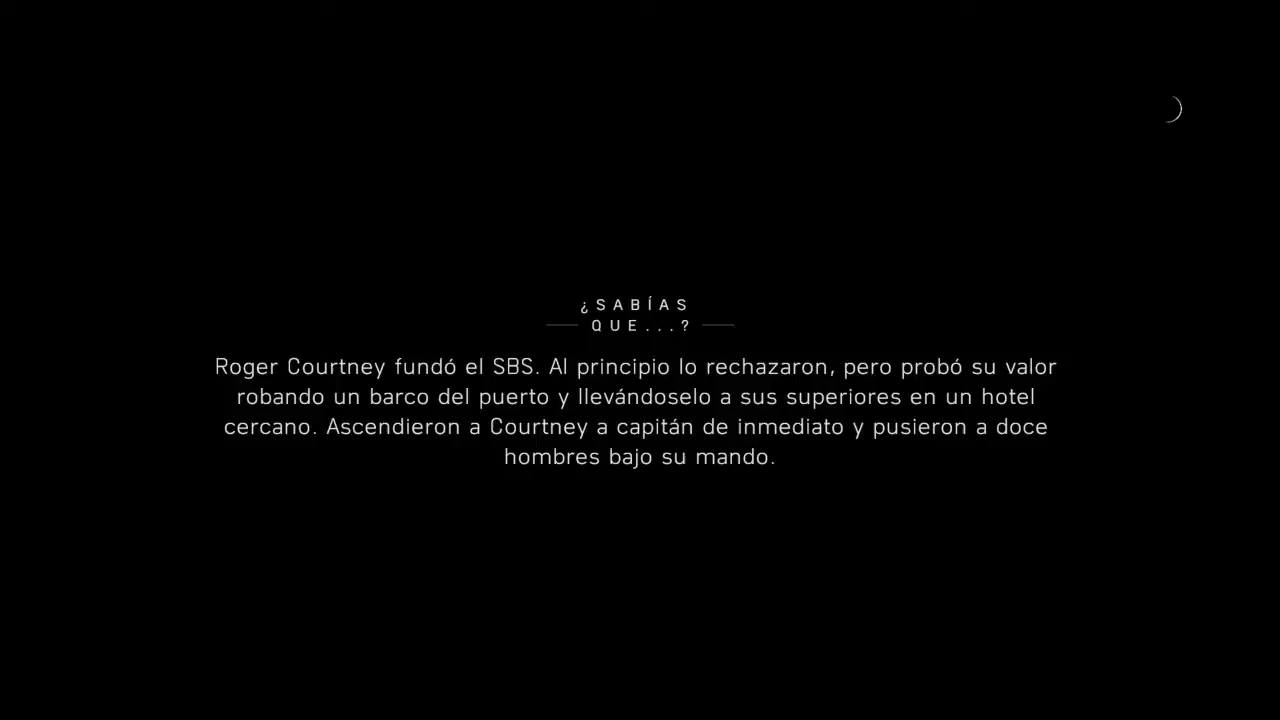 ¿SABÍAS
QUE...?
Roger Courtney fundó el SBS. Al principio lo rechazaron, pero probó su valor
robando un barco del puerto y llevándoselo a sus superiores en un hotel
cercano. Ascendieron a Courtney a capitán de inmediato y pusieron a doce
hombres bajo su mando.